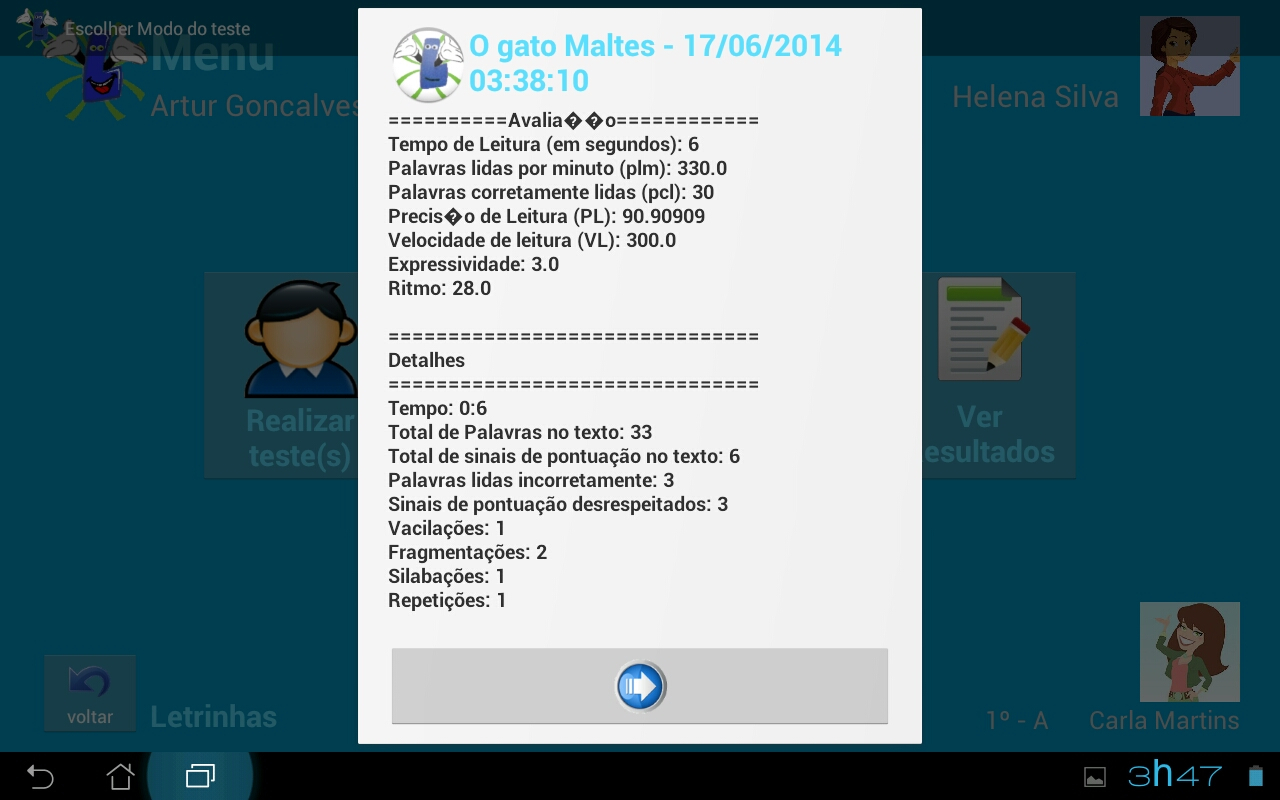 Escolher Modo do teste
Menu
Artur Goncalves
Helena Silva
O gato Maltes - 17/06/2014
03:38:10
==========Avalia��o============
Tempo de Leitura (em segundos): 6
Palavras lidas por minuto (plm): 330.0
Palavras corretamente lidas (pcl): 30
Precis�o de Leitura (PL): 90.90909
Velocidade de leitura (VL): 300.0
Expressividade: 3.0
Ritmo: 28.0
===============================
Detalhes
===============================
Tempo: 0:6
Total de Palavras no texto: 33
Total de sinais de pontuação no texto: 6
Palavras lidas incorretamente: 3
Sinais de pontuação desrespeitados: 3
Vacilações: 1
Fragmentações: 2
Silabações: 1
Repetições: 1
Realizar
teste(s)
Ver
esultados
voltar
Letrinhas
1º - A
Carla Martins
3h47